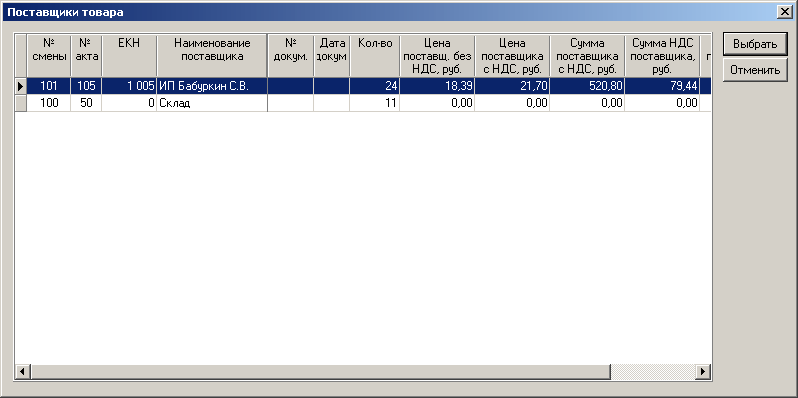 Поставщики товара
№ смены № акта ЕКН Наименование поставщика № докум. Дата докум Кол-во Цена поставщ. без НДС, руб. Цена поставщика с НДС, руб. Сумма поставщика с НДС, руб. Сумма НДС поставщика, руб.
Выбрать
101 105 1 005 ИП Бабуркин С.В. 24 18,39 21,70 520,80 79,44
Отменить
100 50 0 Склад 11 0,00 0,00 0,00 0,00